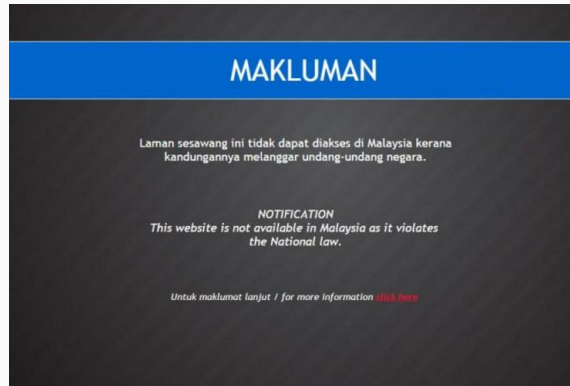 MAKLUMAN
Laman sesawang ini tidak dapat diakses di Malaysia kerana
kandungannya melanggar undang-undang negara.
NOTIFICATION
This website is not available in Malaysia as it violates
the National law.
Untuk maklumat lanjut / for more information click here